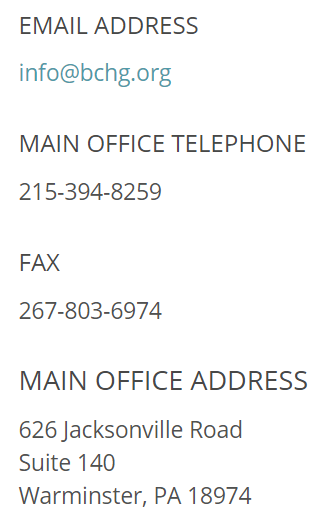 EMAIL ADDRESS
info@bchg.org
MAIN OFFICE TELEPHONE
215-394-8259
FAX
267-803-6974
MAIN OFFICE ADDRESS
626 Jacksonville Road
Suite 140
Warminster, PA 18974